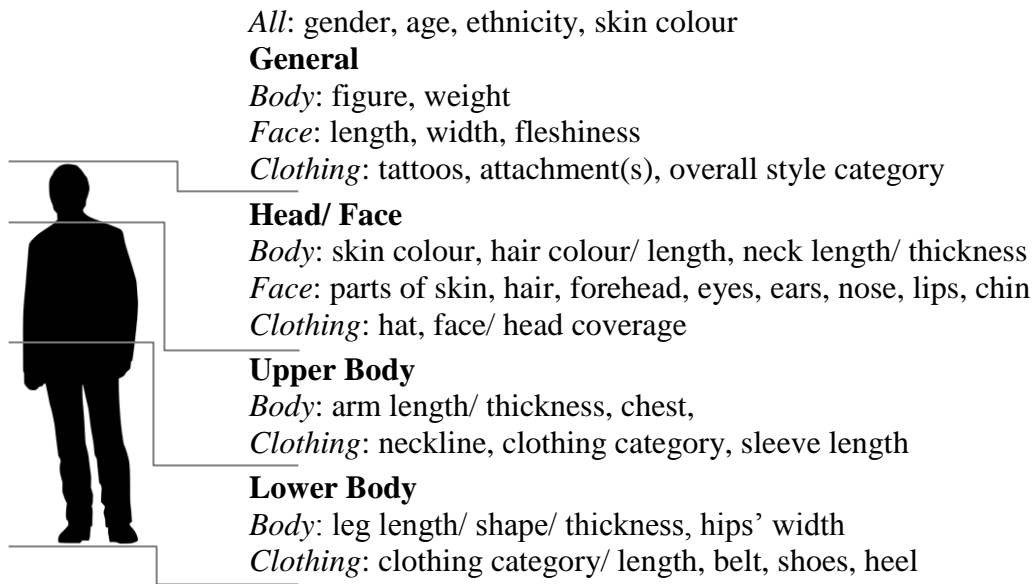 All: gender, age, ethnicity, skin colour
General
Body: figure, weight
Face: length, width, fleshiness
Clothing: tattoos, attachment(s), overall style category
Head/ Face
Body: skin colour, hair colour/ length, neck length/ thickness
Face: parts of skin, hair, forehead, eyes, ears, nose, lips, chin
Clothing: hat, face/ head coverage
Upper Body
Body: arm length/ thickness, chest,
Clothing: neckline, clothing category, sleeve length
Lower Body
Body: leg length/ shape/ thickness, hips’ width
Clothing: clothing category/ length, belt, shoes, heel